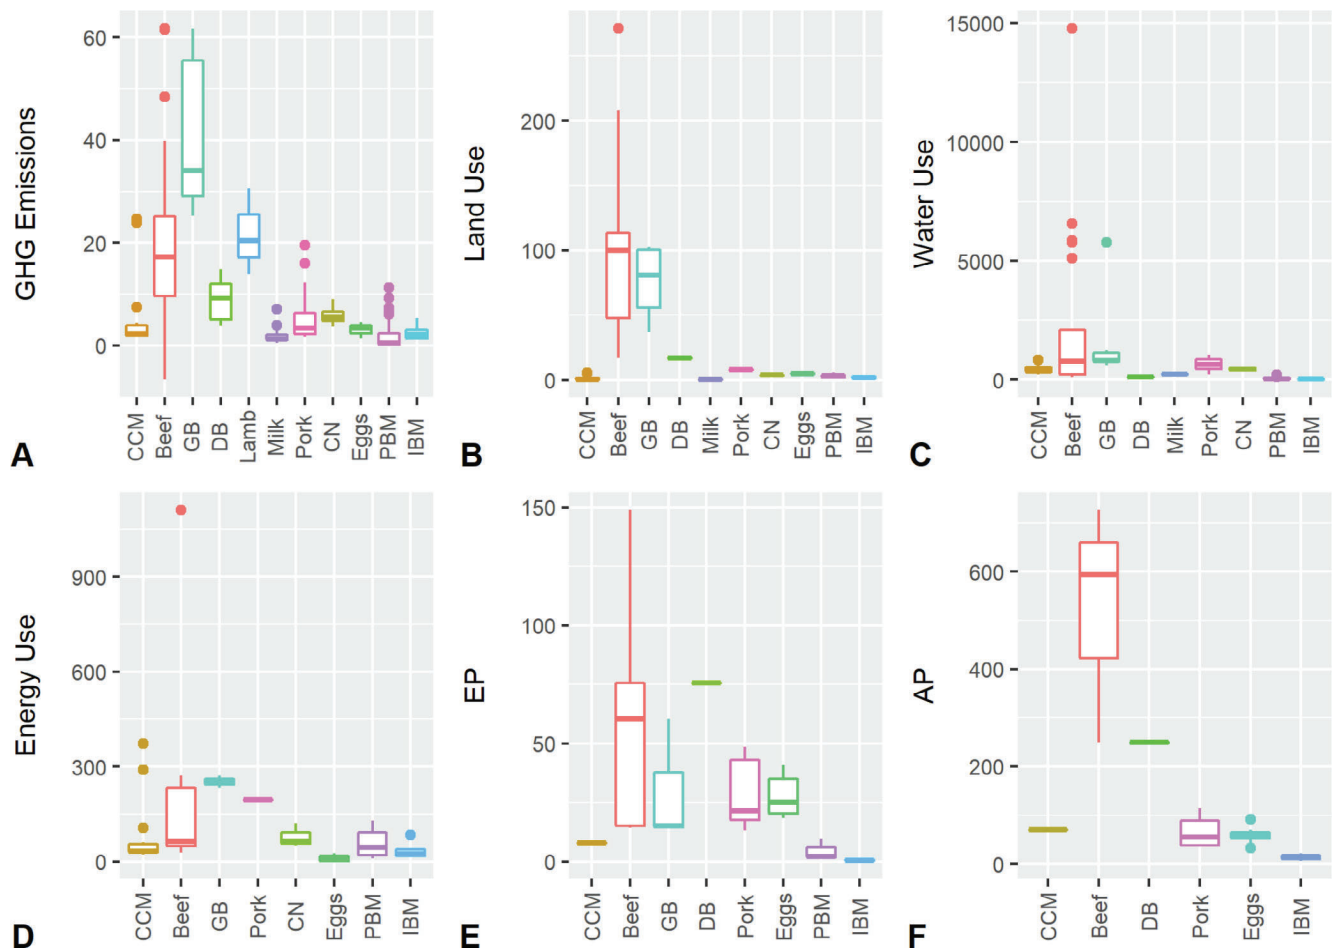 60
40
20
0
GHG Emissions
CCM
Beef
GB
DB
Lamb
Milk
Pork
CN
Eggs
PBM
IBM
A
200
100
0
Land Use
CCM
Beef
GB
DB
Milk
Pork
CN
Eggs
PBM
IBM
B
15000
10000
5000
0
Water Use
CCM
Beef
GB
DB
Milk
Pork
CN
PBM
IBM
C
900
600
300
0
Energy Use
CCM
Beef
GB
Pork
CN
Eggs
PBM
IBM
D
150
100
50
0
EP
CCM
Beef
GB
DB
Pork
Eggs
PBM
IBM
E
600
400
200
0
AP
CCM
Beef
DB
Pork
Eggs
IBM
F